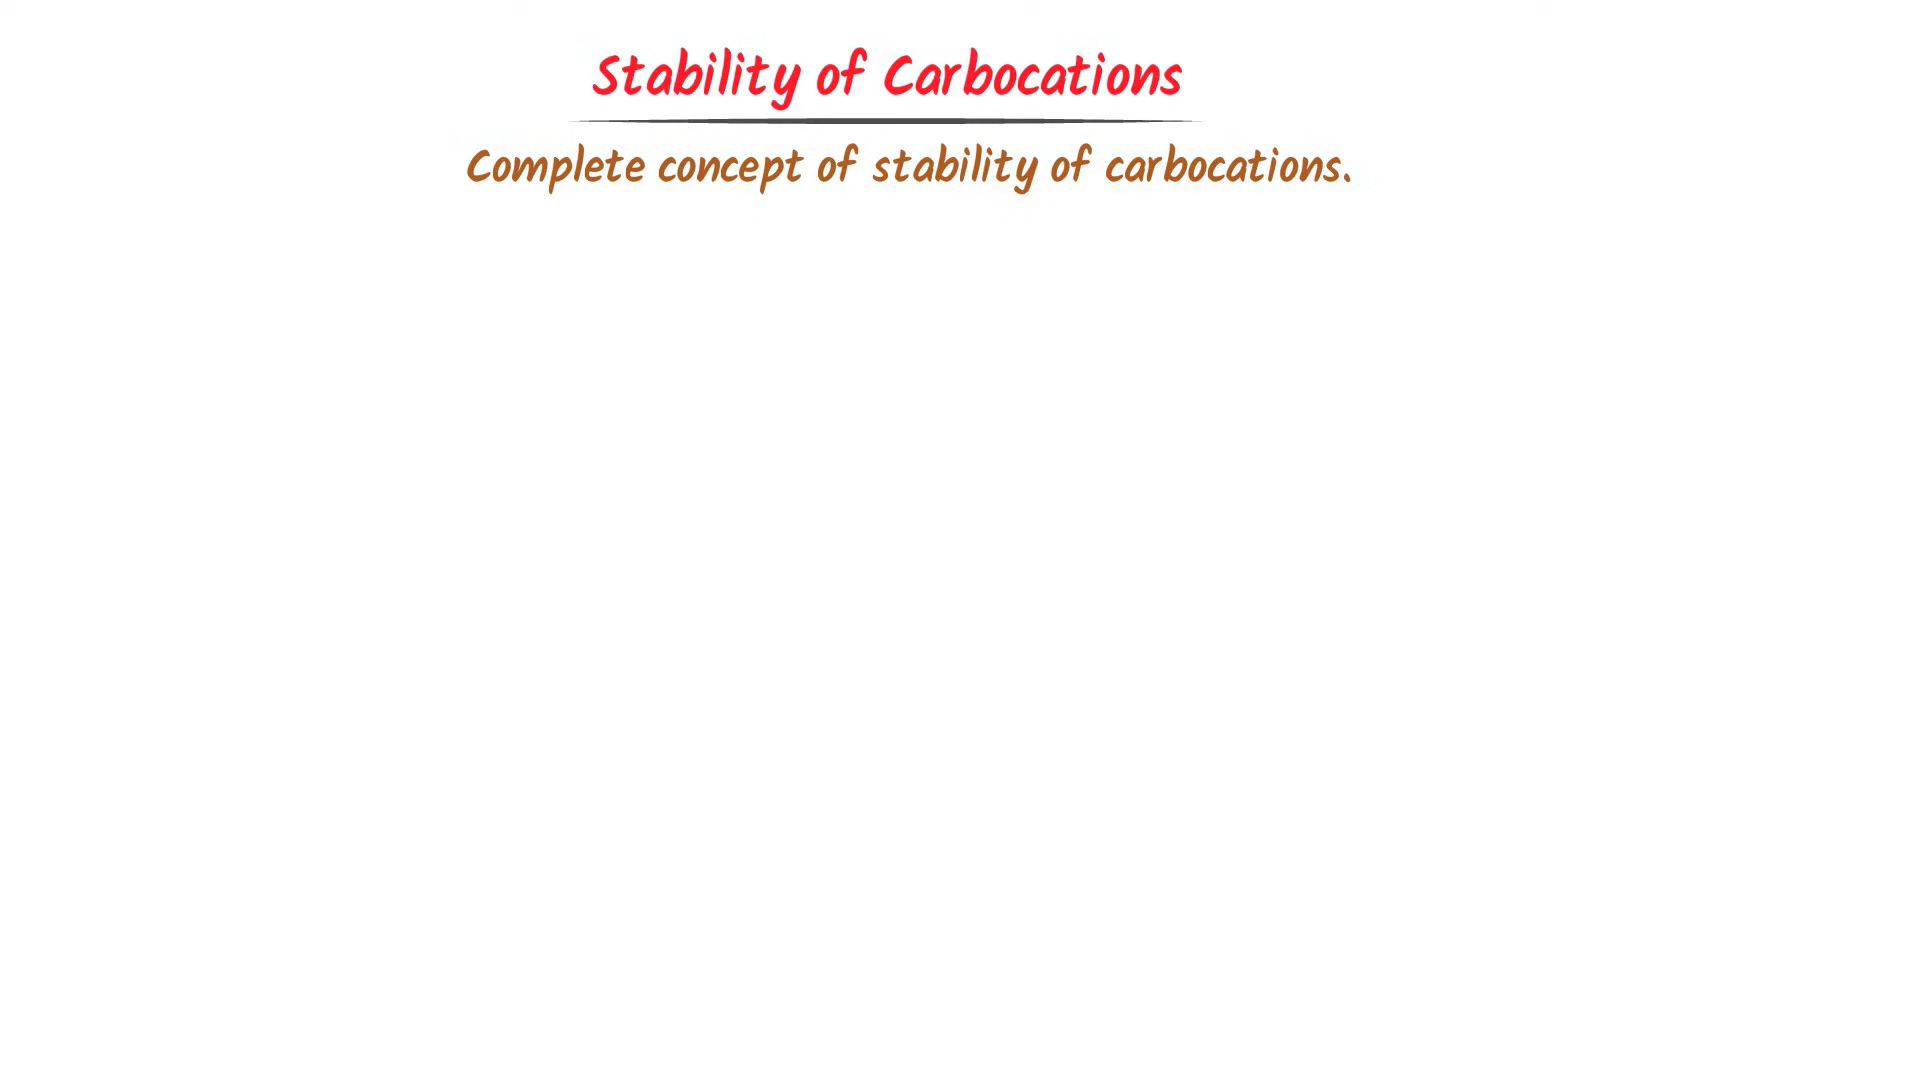 Stability of Carbocations
Complete concept of stability of carbocations.